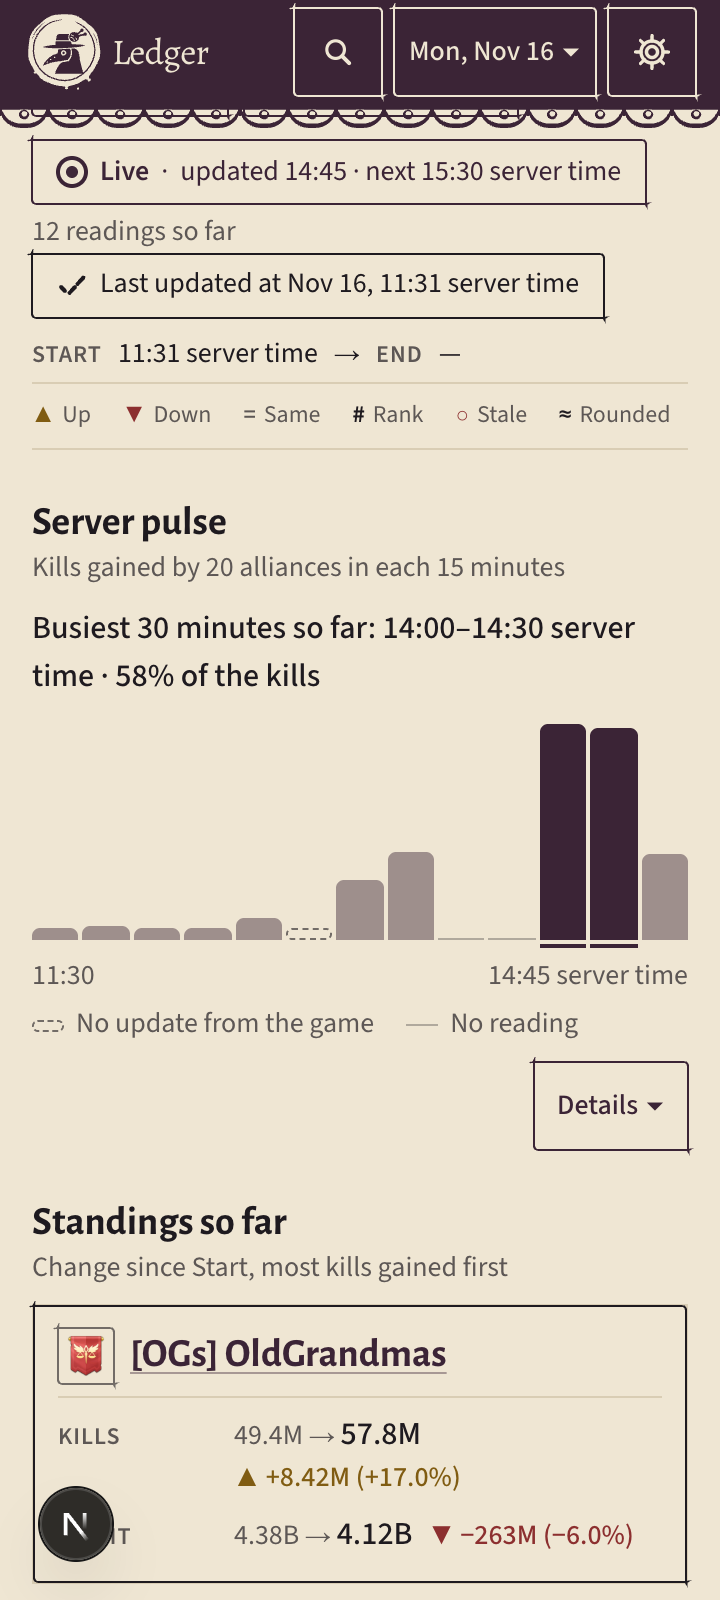 Ledger
Mon, Nov 16
Live · updated 14:45 · next 15:30 server time
12 readings so far
Last updated at Nov 16, 11:31 server time
START 11:31 server time → END —
▲ Up ▼ Down = Same # Rank ○ Stale ≈ Rounded
Server pulse
Kills gained by 20 alliances in each 15 minutes
Busiest 30 minutes so far: 14:00–14:30 server
time · 58% of the kills
11:30 14:45 server time
No update from the game No reading
Details
Standings so far
Change since Start, most kills gained first
[OGs] OldGrandmas
KILLS 49.4M → 57.8M
▲ +8.42M (+17.0%)
4.38B → 4.12B ▼ −263M (−6.0%)